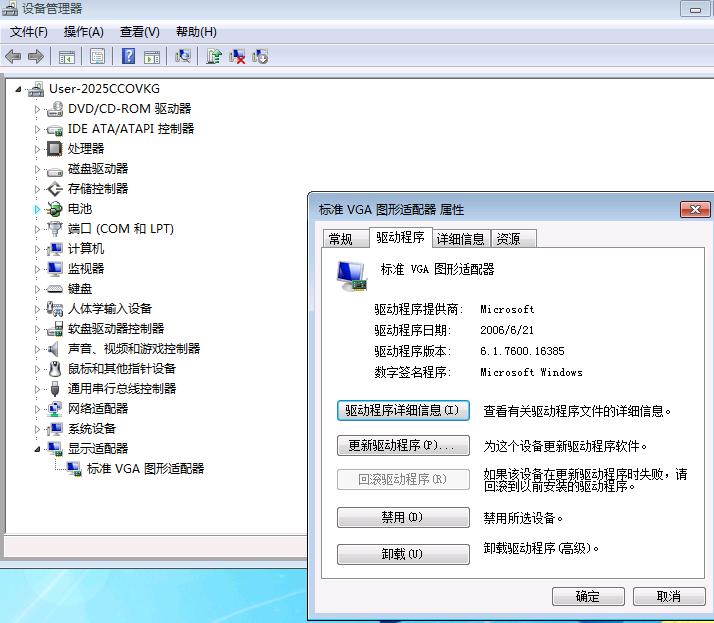 设备管理器
文件(F) 操作(A) 查看(V) 帮助(H)
User-2025CCOVKG
DVD/CD-ROM 驱动器
IDE ATA/ATAPI 控制器
处理器
磁盘驱动器
存储控制器
电池
端口 (COM 和 LPT)
计算机
监视器
键盘
人体学输入设备
软盘驱动器控制器
声音、视频和游戏控制器
鼠标和其他指针设备
通用串行总线控制器
网络适配器
系统设备
显示适配器
标准 VGA 图形适配器
标准 VGA 图形适配器 属性
常规 驱动程序 详细信息 资源
标准 VGA 图形适配器
驱动程序提供商: Microsoft
驱动程序日期: 2006/6/21
驱动程序版本: 6.1.7600.16385
数字签名程序: Microsoft Windows
驱动程序详细信息(I) 查看有关驱动程序文件的详细信息。
更新驱动程序(P)... 为这个设备更新驱动程序软件。
回滚驱动程序(R) 如果该设备在更新驱动程序时失败，请
回滚到以前安装的驱动程序。
禁用(D) 禁用所选设备。
卸载(U) 卸载驱动程序(高级)。
确定 取消